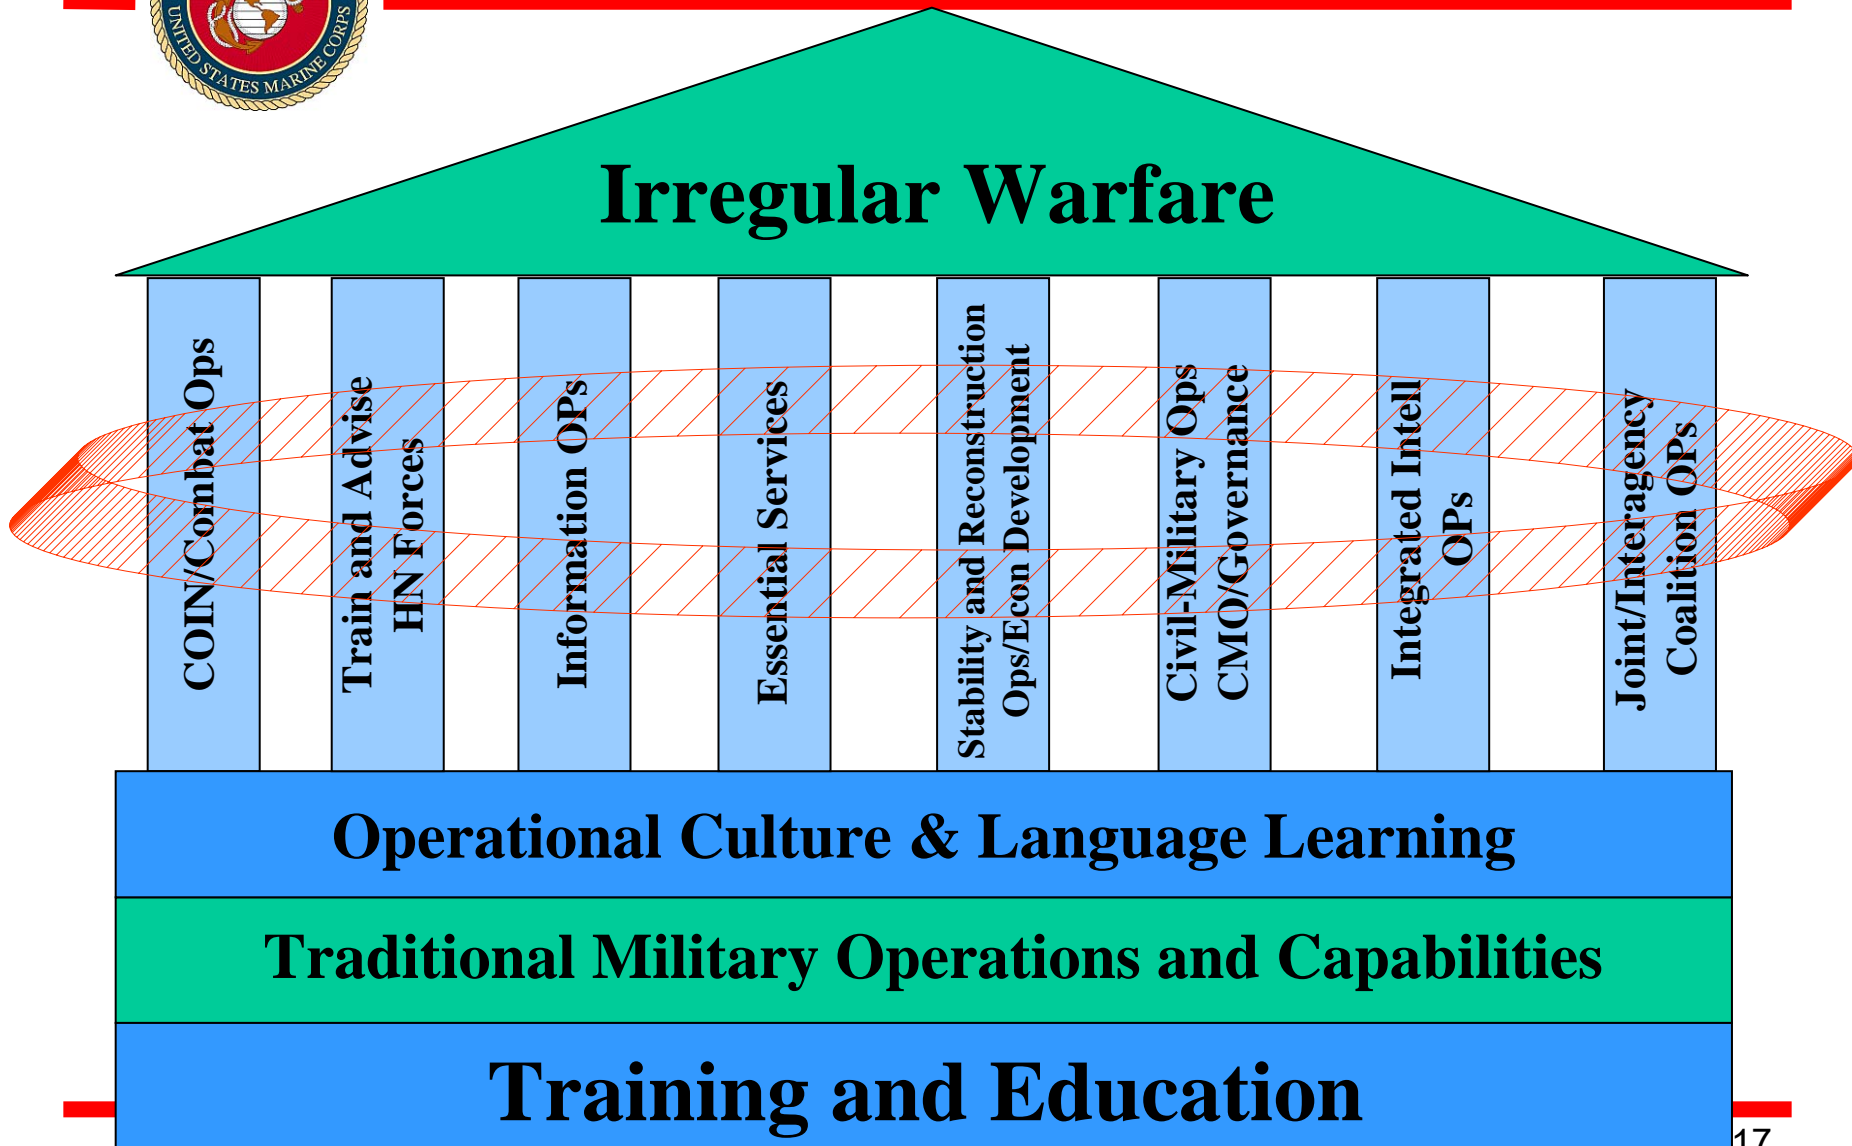 UNITED STATES MARINE CORPS
Irregular Warfare
COIN/Combat Ops
Train and Advise
HN Forces
Information OPs
Essential Services
Stability and Reconstruction
Ops/Econ Development
Civil-Military Ops
CMO/Governance
Integrated Intell
OPs
Joint/Interagency
Coalition OPs
Operational Culture & Language Learning
Traditional Military Operations and Capabilities
Training and Education
17